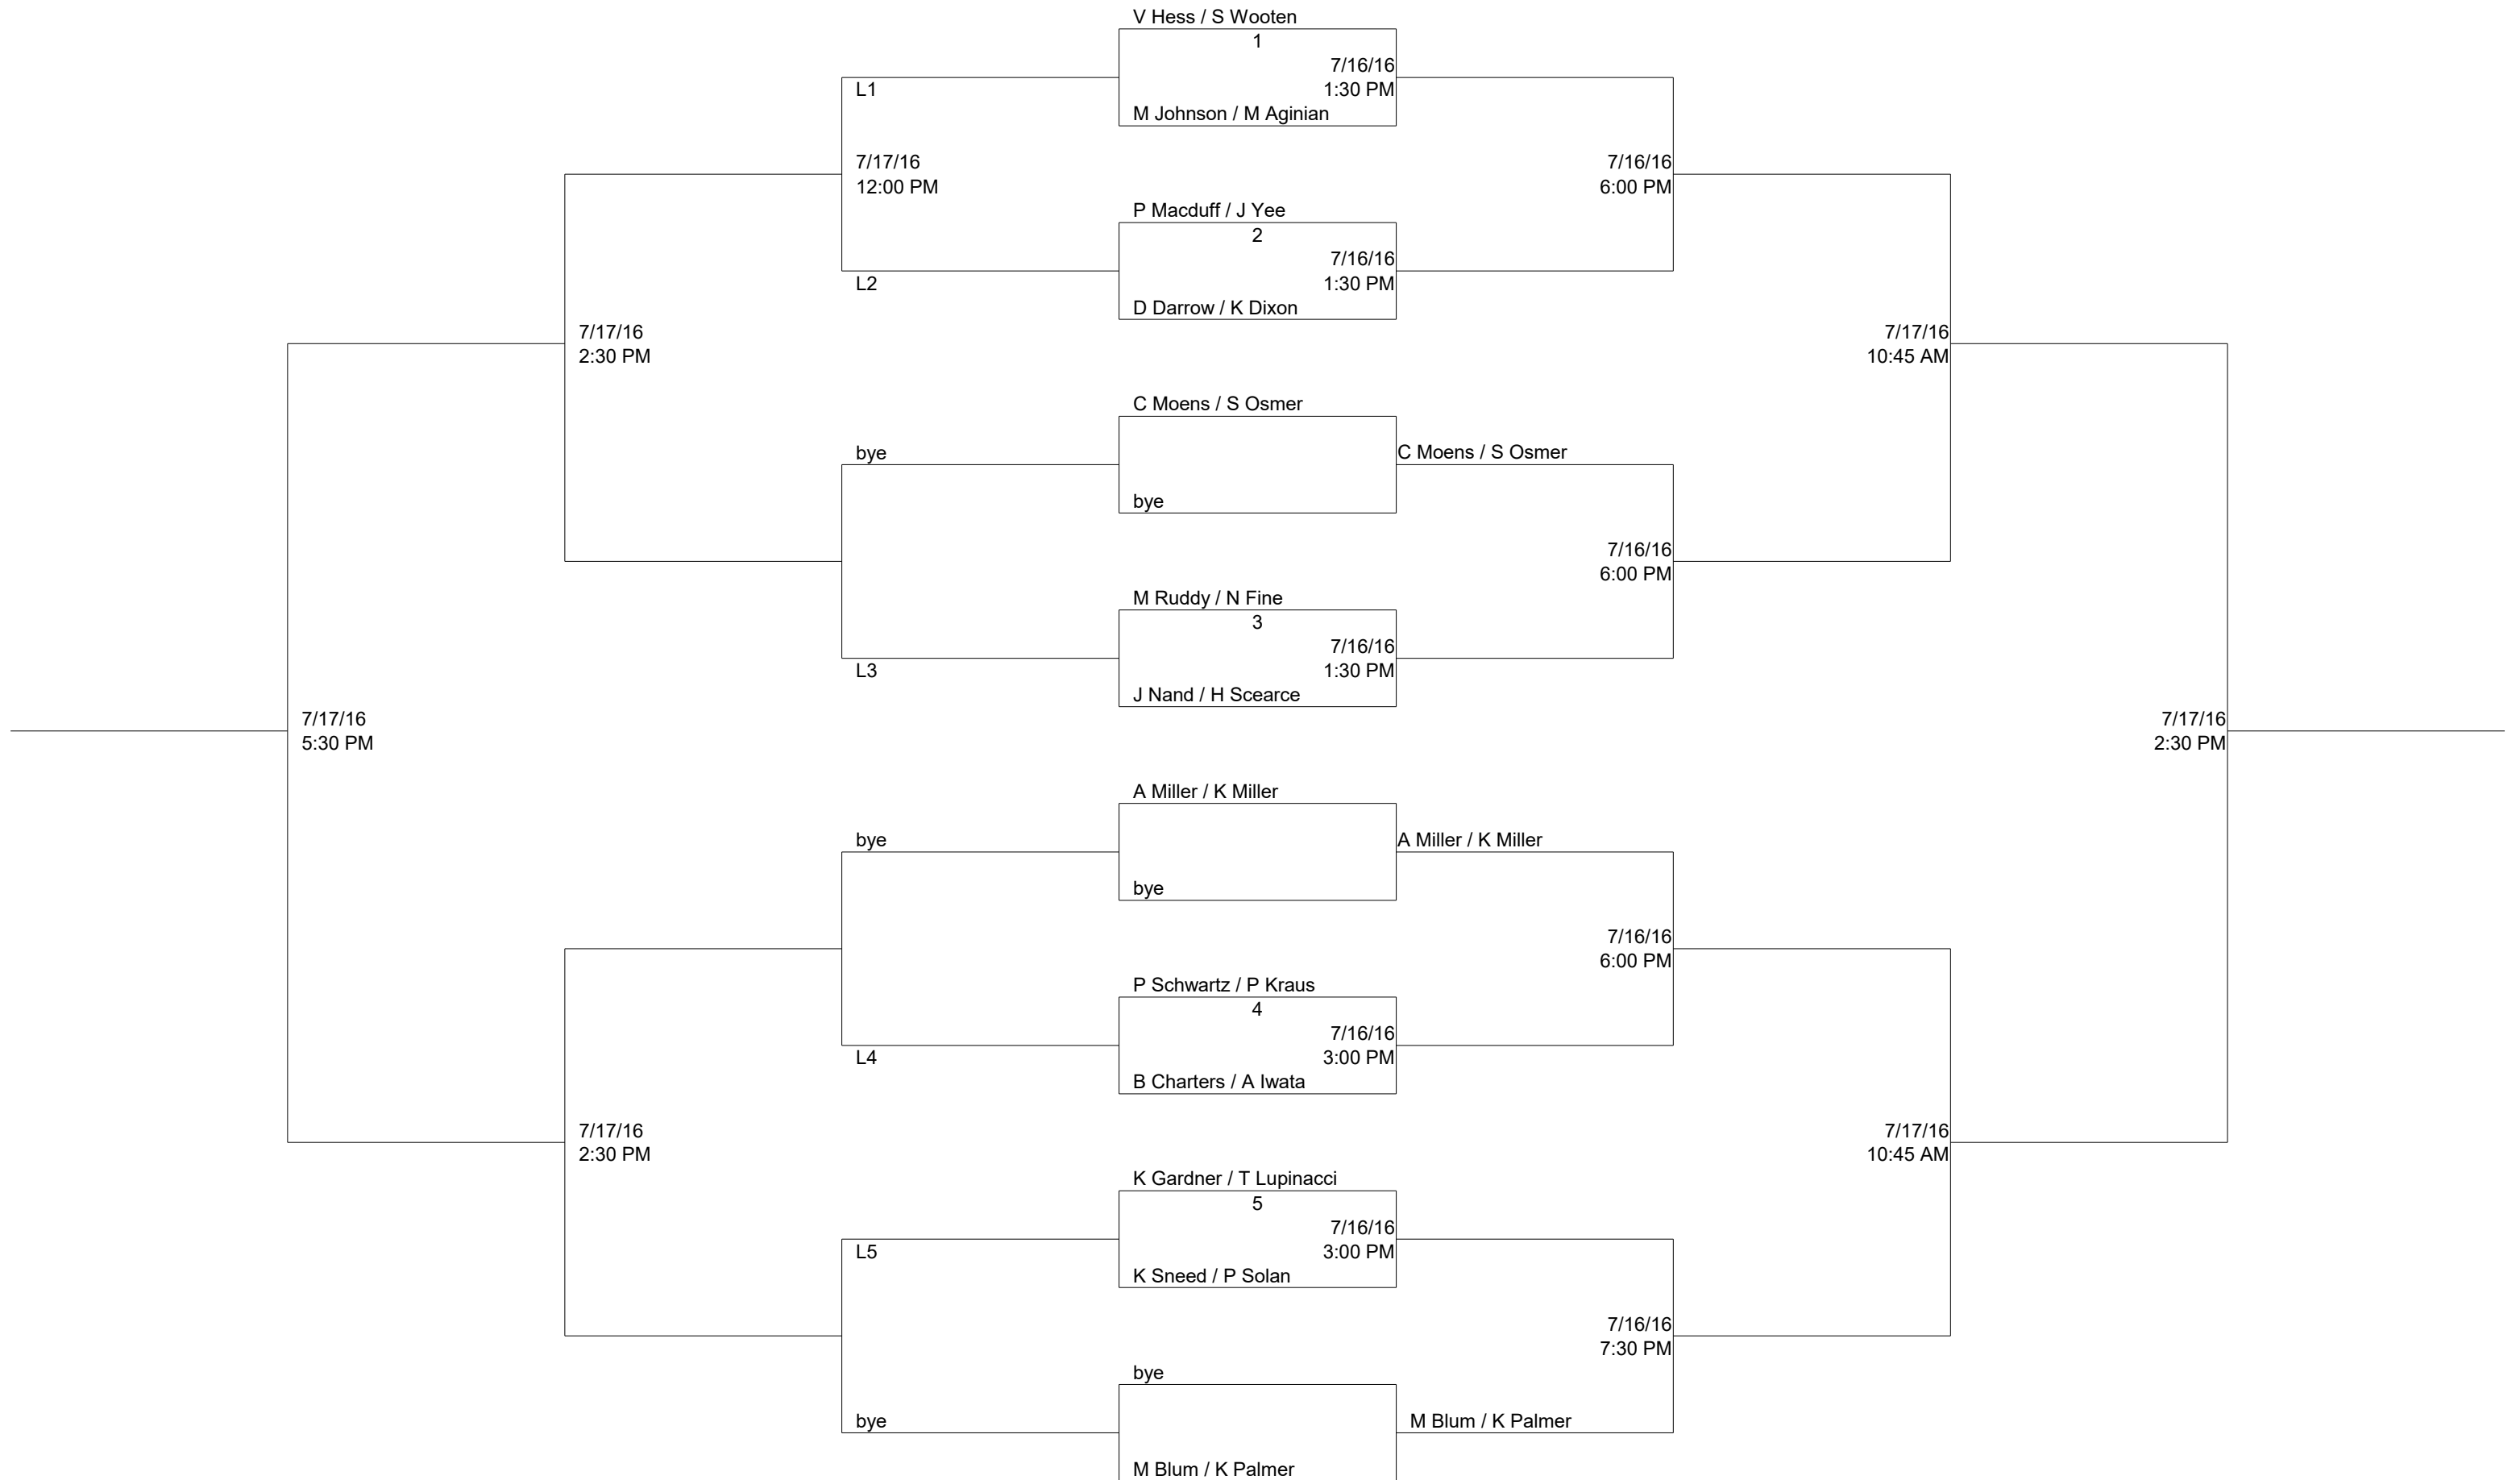 V Hess / S Wooten
1
7/16/16
L1
1:30 PM
M Johnson / M Aginian
7/17/16
7/16/16
12:00 PM
6:00 PM
P Macduff / J Yee
2
7/16/16
L2
1:30 PM
D Darrow / K Dixon
7/17/16
7/17/16
2:30 PM
10:45 AM
C Moens / S Osmer
bye
C Moens / S Osmer
bye
7/16/16
6:00 PM
M Ruddy / N Fine
3
7/16/16
L3
1:30 PM
J Nand / H Scearce
7/17/16
7/17/16
5:30 PM
2:30 PM
A Miller / K Miller
bye
A Miller / K Miller
bye
7/16/16
6:00 PM
P Schwartz / P Kraus
4
7/16/16
L4
3:00 PM
B Charters / A Iwata
7/17/16
7/17/16
2:30 PM
10:45 AM
K Gardner / T Lupinacci
5
7/16/16
L5
3:00 PM
K Sneed / P Solan
7/16/16
7:30 PM
bye
bye
M Blum / K Palmer
M Blum / K Palmer